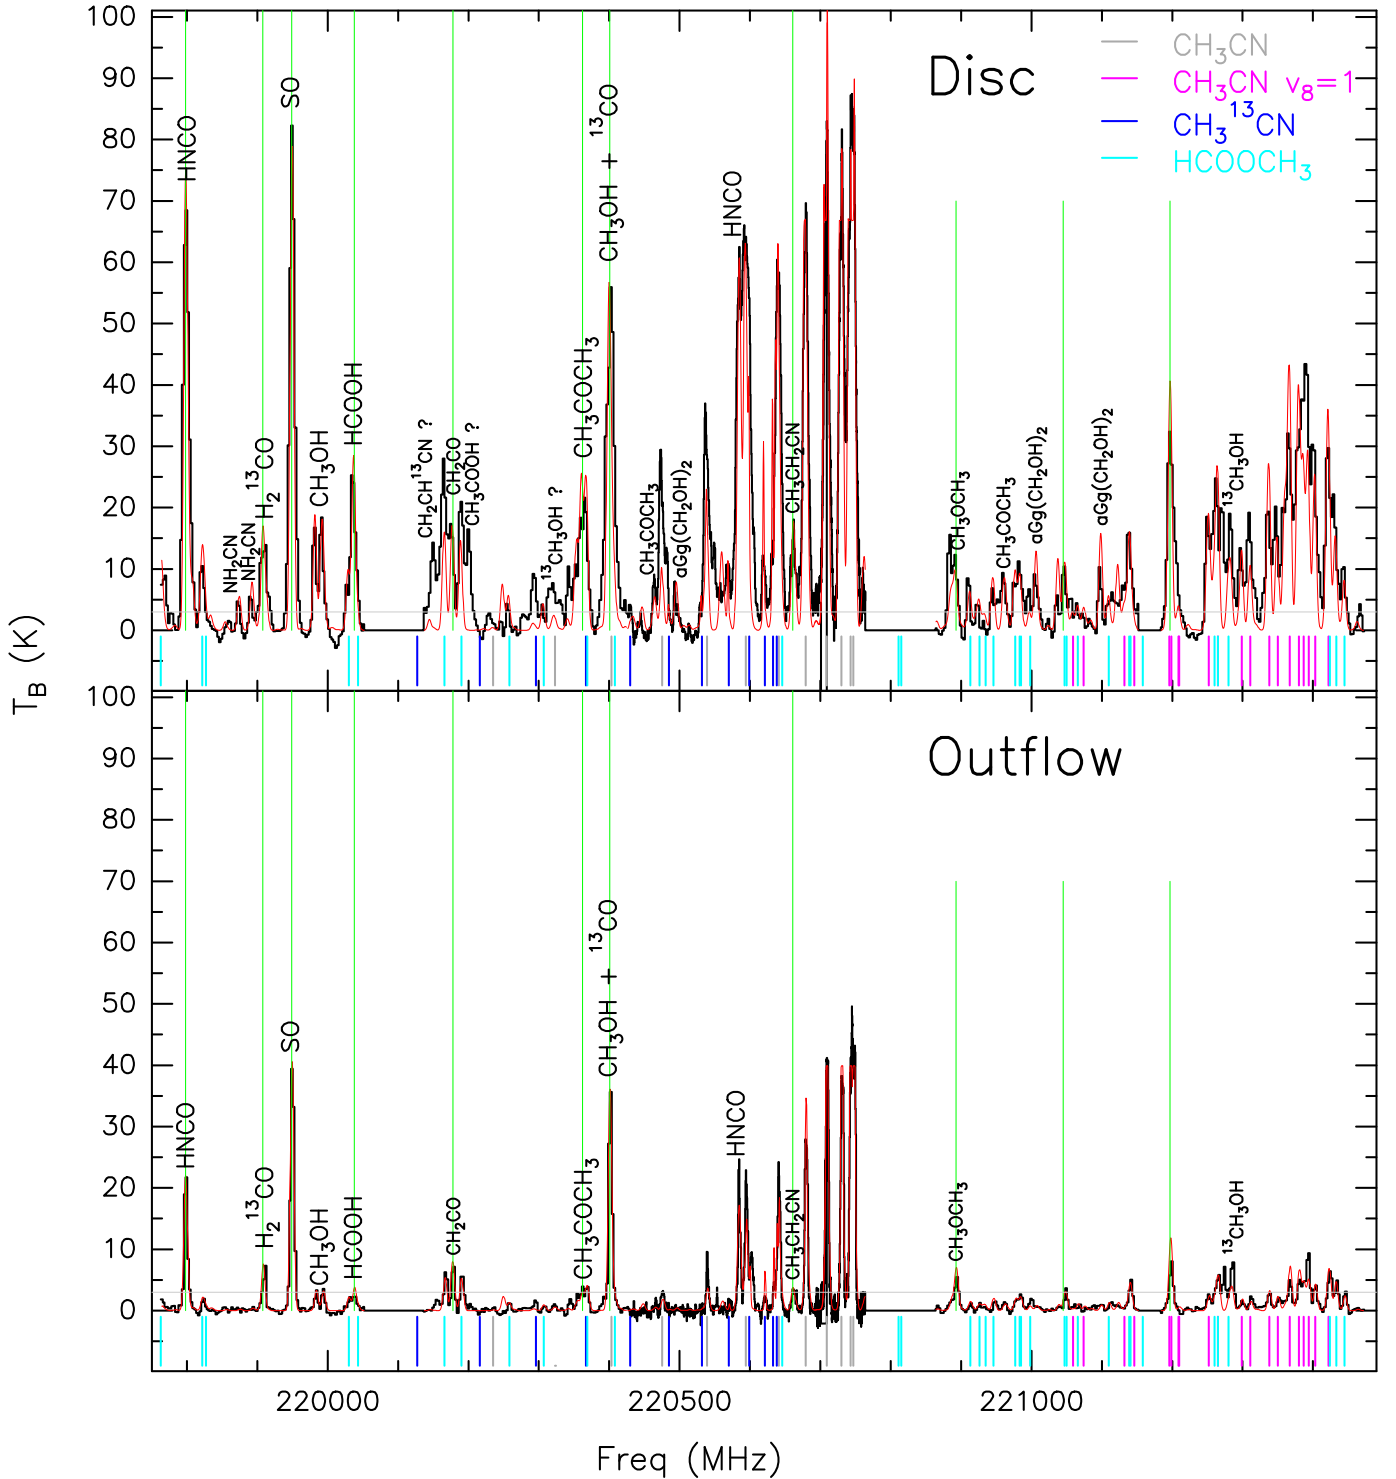 100
90
80
70
60
50
40
30
20
10
0
Disc
CH₃CN
CH₃CN v₈=1
CH₃¹³CN
HCOOCH₃
HNCO
NH₂CN
NH₂CN
H₂ ¹³CO
SO
CH₃OH
HCOOH
CH₂CH¹³CN ?
CH₂CO
CH₃COOH ?
¹³CH₃OH ?
CH₃COCH₃
CH₃OH + ¹³CO
CH₃COCH₃
aGg(CH₂OH)₂
HNCO
CH₃CH₂CN
CH₃OCH₃
CH₃COCH₃
aGg(CH₂OH)₂
aGg(CH₂OH)₂
¹³CH₃OH
T_B (K)
100
90
80
70
60
50
40
30
20
10
0
Outflow
HNCO
H₂ ¹³CO
SO
CH₃OH
HCOOH
CH₂CO
CH₃COCH₃
CH₃OH + ¹³CO
HNCO
CH₃CH₂CN
CH₃OCH₃
¹³CH₃OH
220000 220500 221000
Freq (MHz)